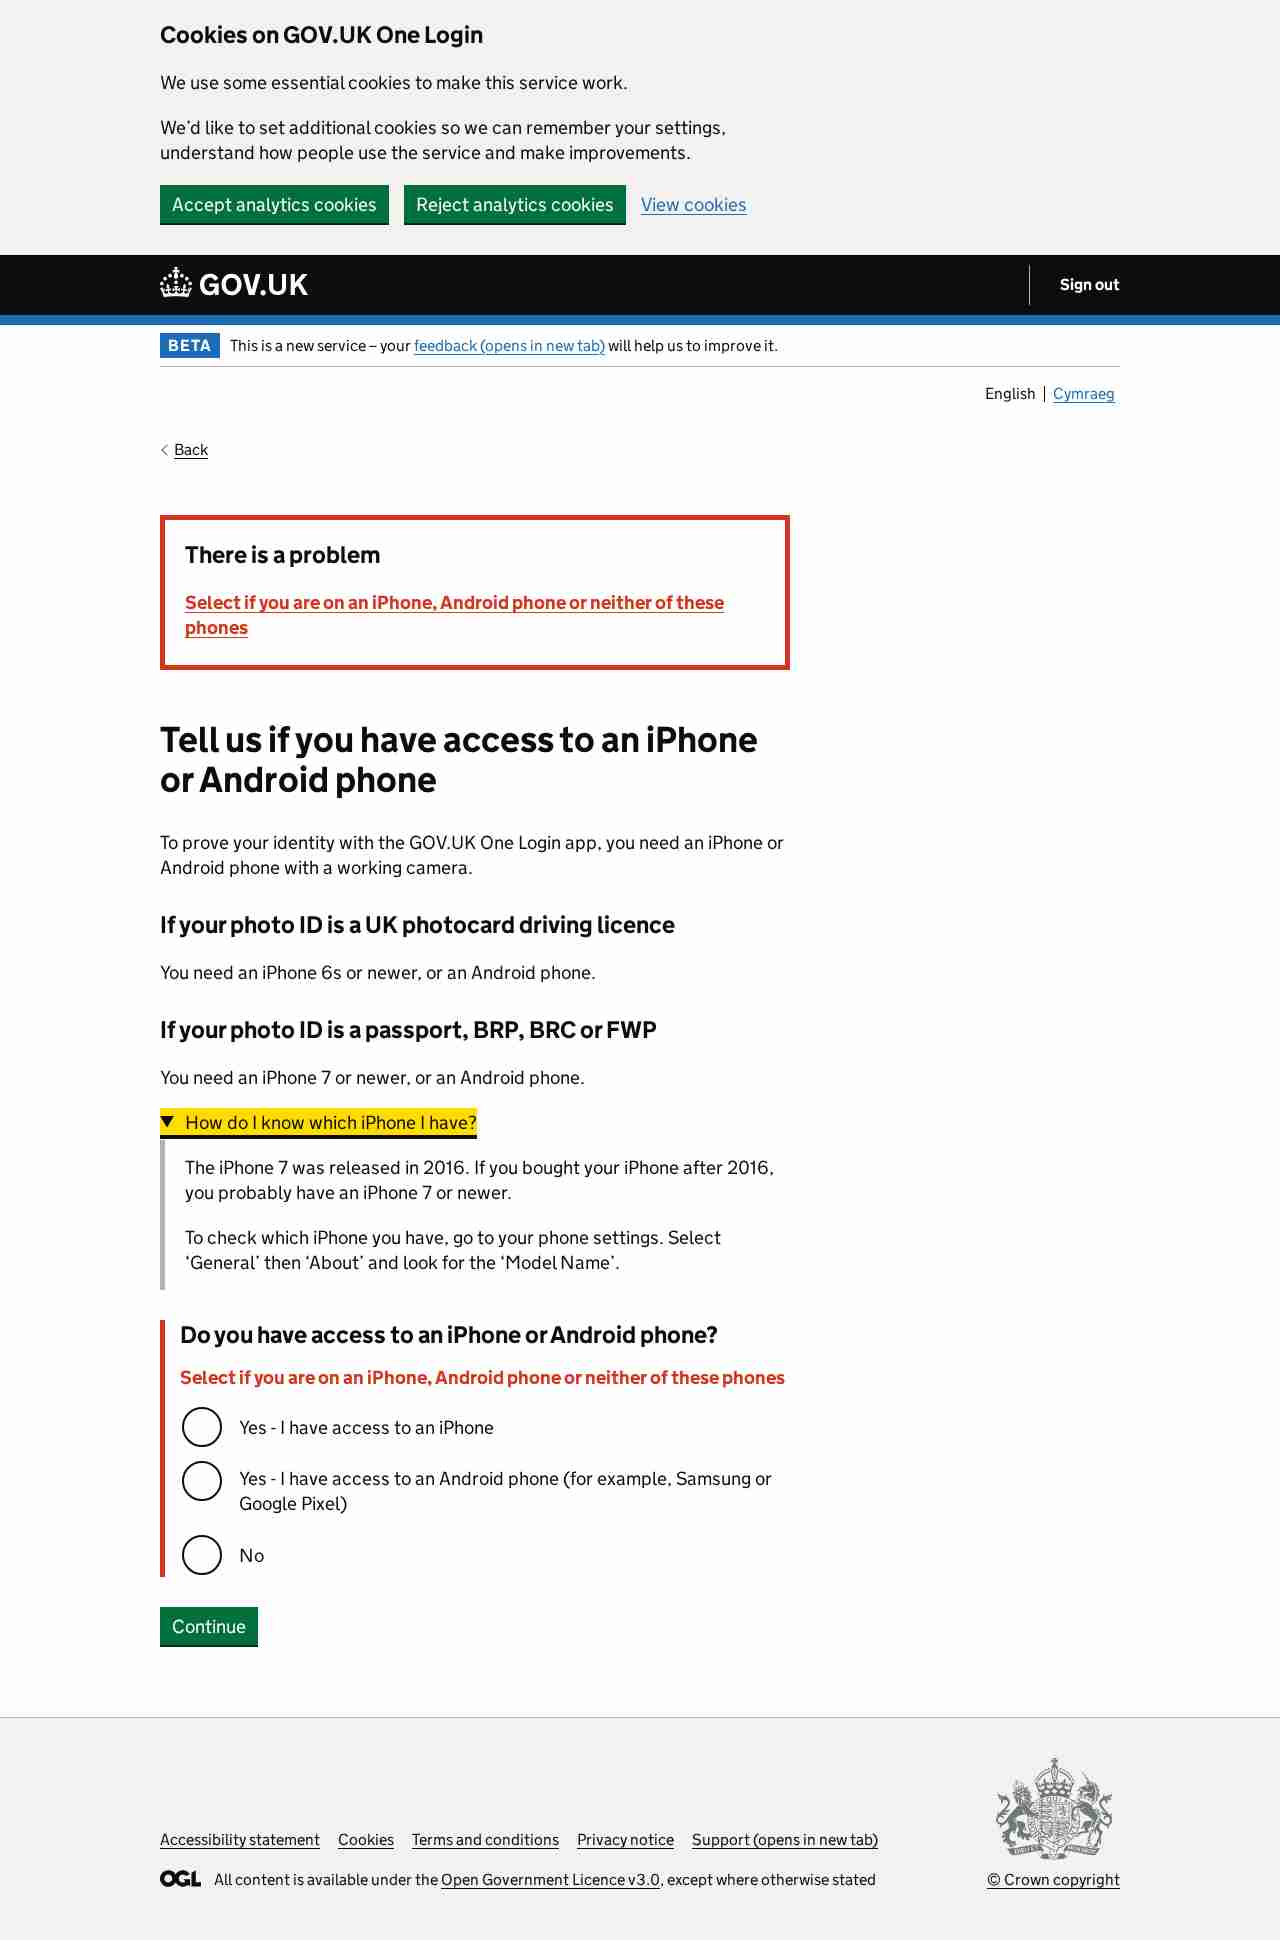 Cookies on GOV.UK One Login
We use some essential cookies to make this service work.
We’d like to set additional cookies so we can remember your settings,
understand how people use the service and make improvements.
Accept analytics cookies Reject analytics cookies View cookies
GOV.UK Sign out
BETA This is a new service – your feedback (opens in new tab) will help us to improve it.
English Cymraeg
Back
There is a problem
Select if you are on an iPhone, Android phone or neither of these
phones
Tell us if you have access to an iPhone
or Android phone
To prove your identity with the GOV.UK One Login app, you need an iPhone or
Android phone with a working camera.
If your photo ID is a UK photocard driving licence
You need an iPhone 6s or newer, or an Android phone.
If your photo ID is a passport, BRP, BRC or FWP
You need an iPhone 7 or newer, or an Android phone.
How do I know which iPhone I have?
The iPhone 7 was released in 2016. If you bought your iPhone after 2016,
you probably have an iPhone 7 or newer.
To check which iPhone you have, go to your phone settings. Select
‘General’ then ‘About’ and look for the ‘Model Name’.
Do you have access to an iPhone or Android phone?
Select if you are on an iPhone, Android phone or neither of these phones
Yes - I have access to an iPhone
Yes - I have access to an Android phone (for example, Samsung or
Google Pixel)
No
Continue
Accessibility statement Cookies Terms and conditions Privacy notice Support (opens in new tab)
OGL All content is available under the Open Government Licence v3.0, except where otherwise stated
© Crown copyright